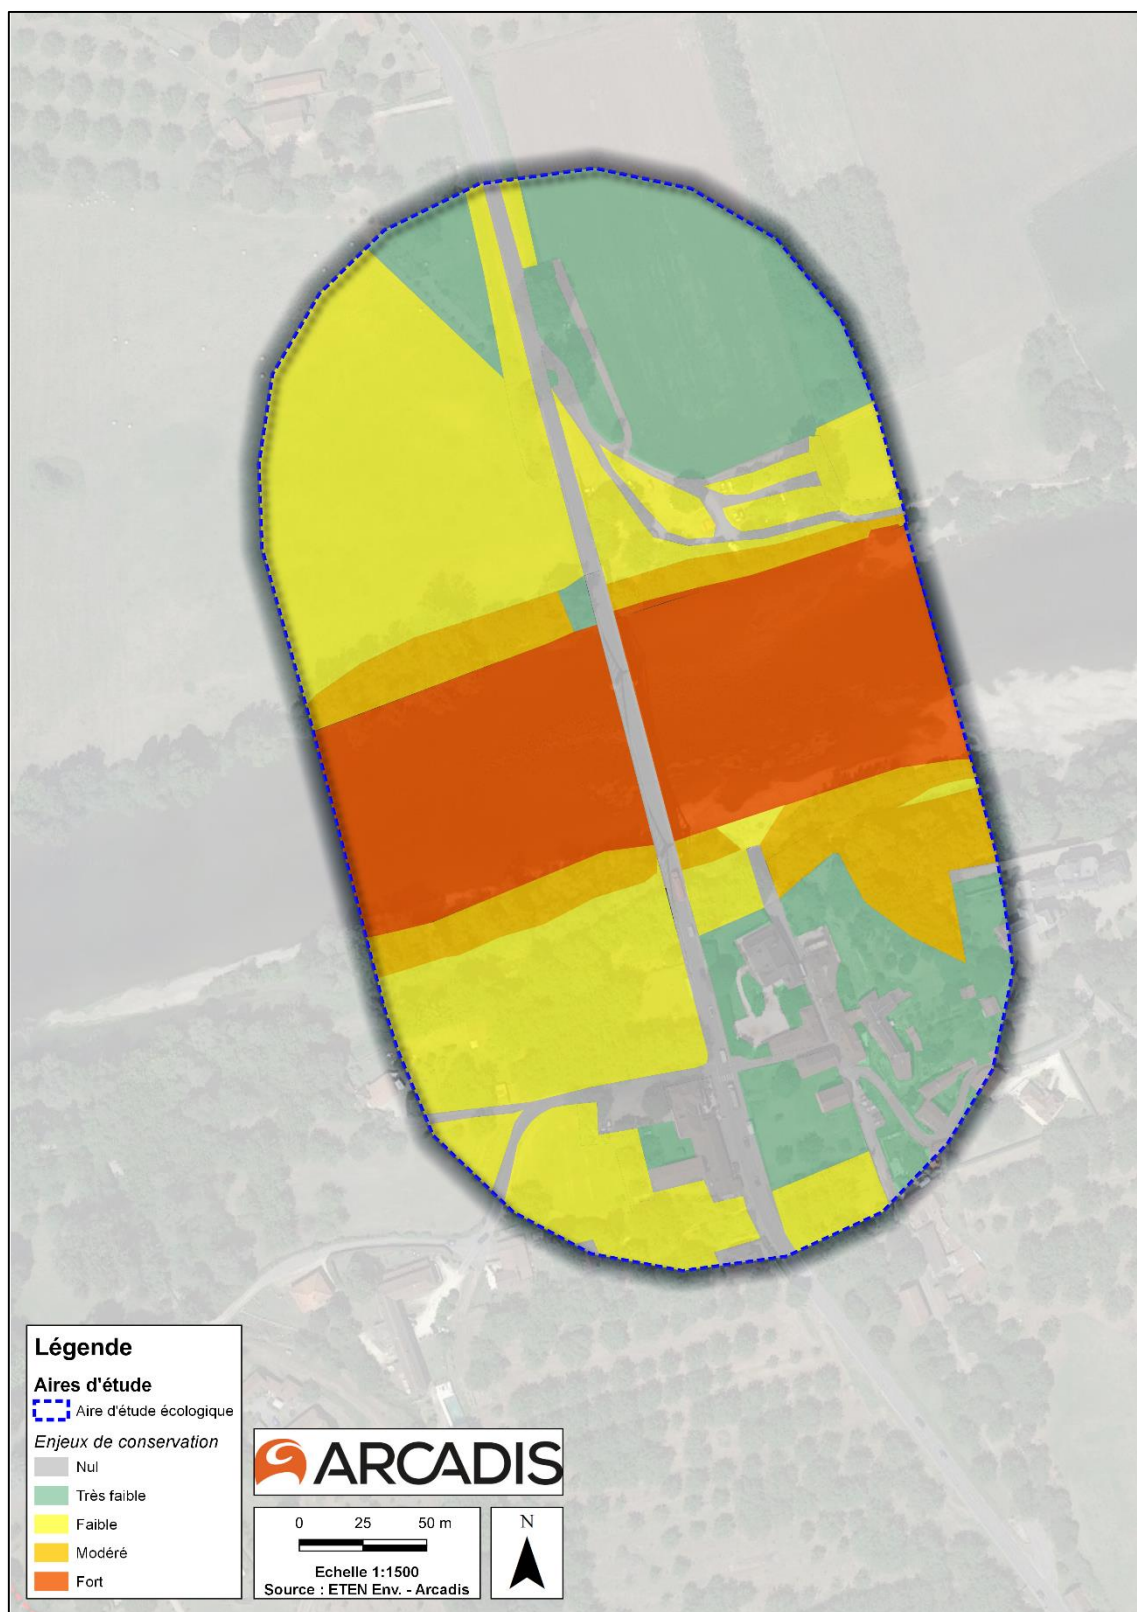 Légende
Aires d'étude
Aire d'étude écologique
Enjeux de conservation
Nul
Très faible
Faible
Modéré
Fort
ARCADIS
0 25 50 m
Echelle 1:1500
Source : ETEN Env. - Arcadis
N